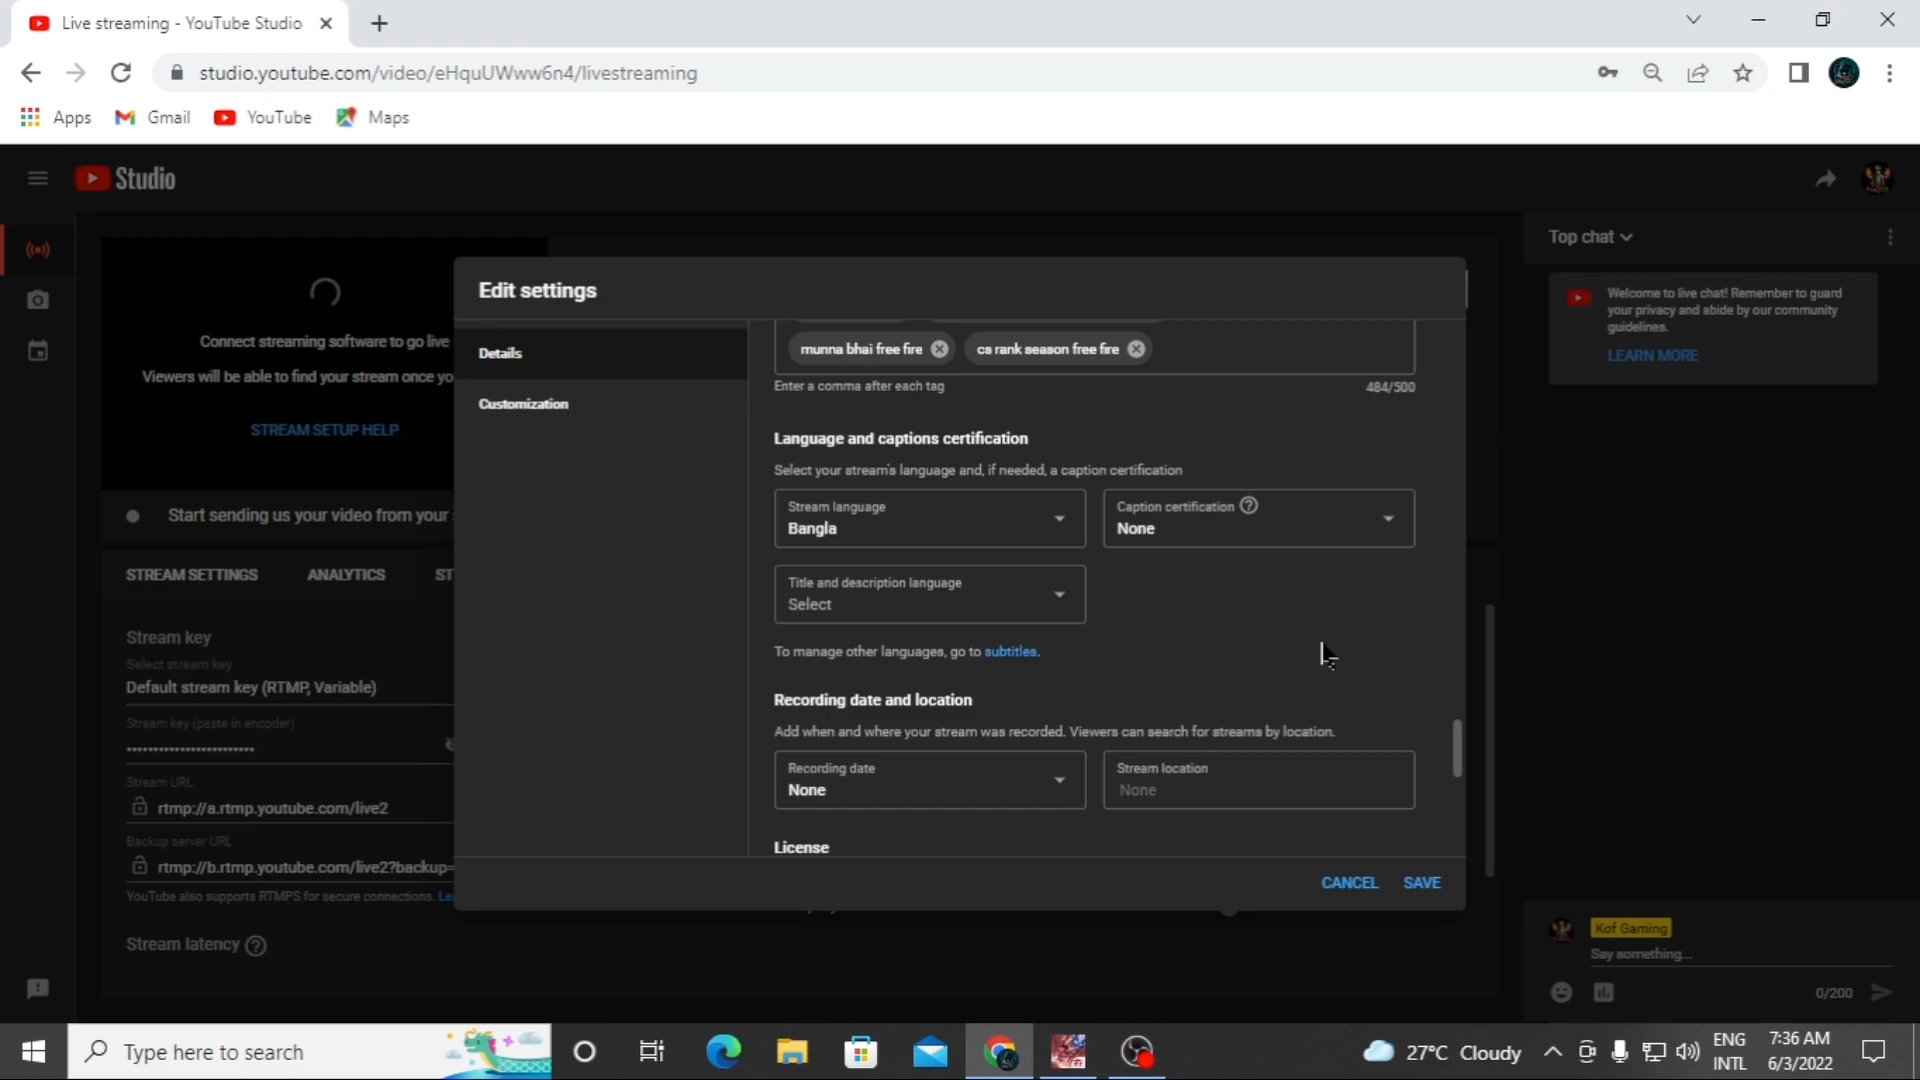 Live streaming - YouTube Studio
studio.youtube.com/video/eHquUWww6n4/livestreaming
Apps
Gmail
YouTube
Maps
Studio
Connect streaming software to go live
Viewers will be able to find your stream once yo
STREAM SETUP HELP
Start sending us your video from your
STREAM SETTINGS
ANALYTICS
ST
Stream key
Select stream key
Default stream key (RTMP, Variable)
Stream key (paste in encoder)
Stream URL
rtmp://a.rtmp.youtube.com/live2
Backup server URL
rtmp://b.rtmp.youtube.com/live2?backup=
YouTube also supports RTMPS for secure connections. Le
Stream latency
Edit settings
Details
Customization
munna bhai free fire
cs rank season free fire
Enter a comma after each tag
484/500
Language and captions certification
Select your stream's language and, if needed, a caption certification
Stream language
Bangla
Caption certification
None
Title and description language
Select
To manage other languages, go to subtitles.
Recording date and location
Add when and where your stream was recorded. Viewers can search for streams by location.
Recording date
None
Stream location
None
License
CANCEL
SAVE
Top chat
Welcome to live chat! Remember to guard
your privacy and abide by our community
guidelines.
LEARN MORE
Kof Gaming
Say something...
0/200
Type here to search
27°C Cloudy
ENG
INTL
7:36 AM
6/3/2022